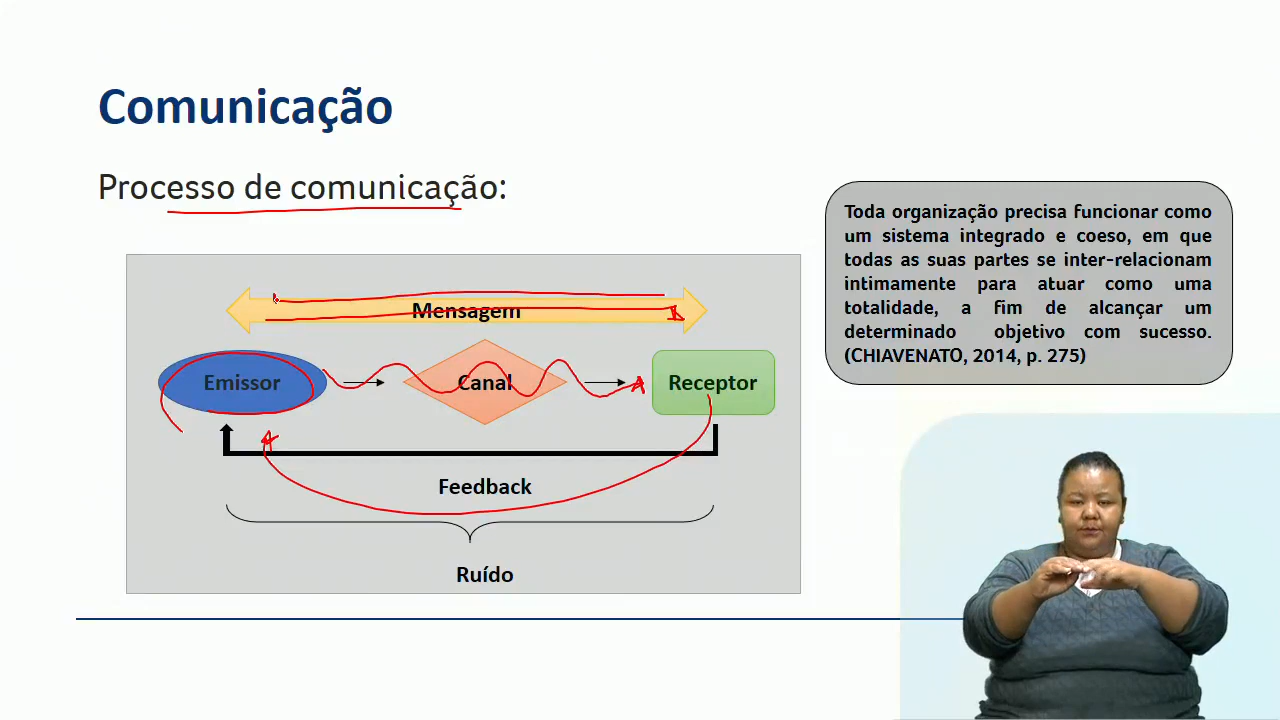 Comunicação
Processo de comunicação:
Toda organização precisa funcionar como
um sistema integrado e coeso, em que
todas as suas partes se inter-relacionam
intimamente para atuar como uma
totalidade, a fim de alcançar um
determinado objetivo com sucesso.
(CHIAVENATO, 2014, p. 275)
Mensagem
Emissor
Canal
Receptor
Feedback
Ruído